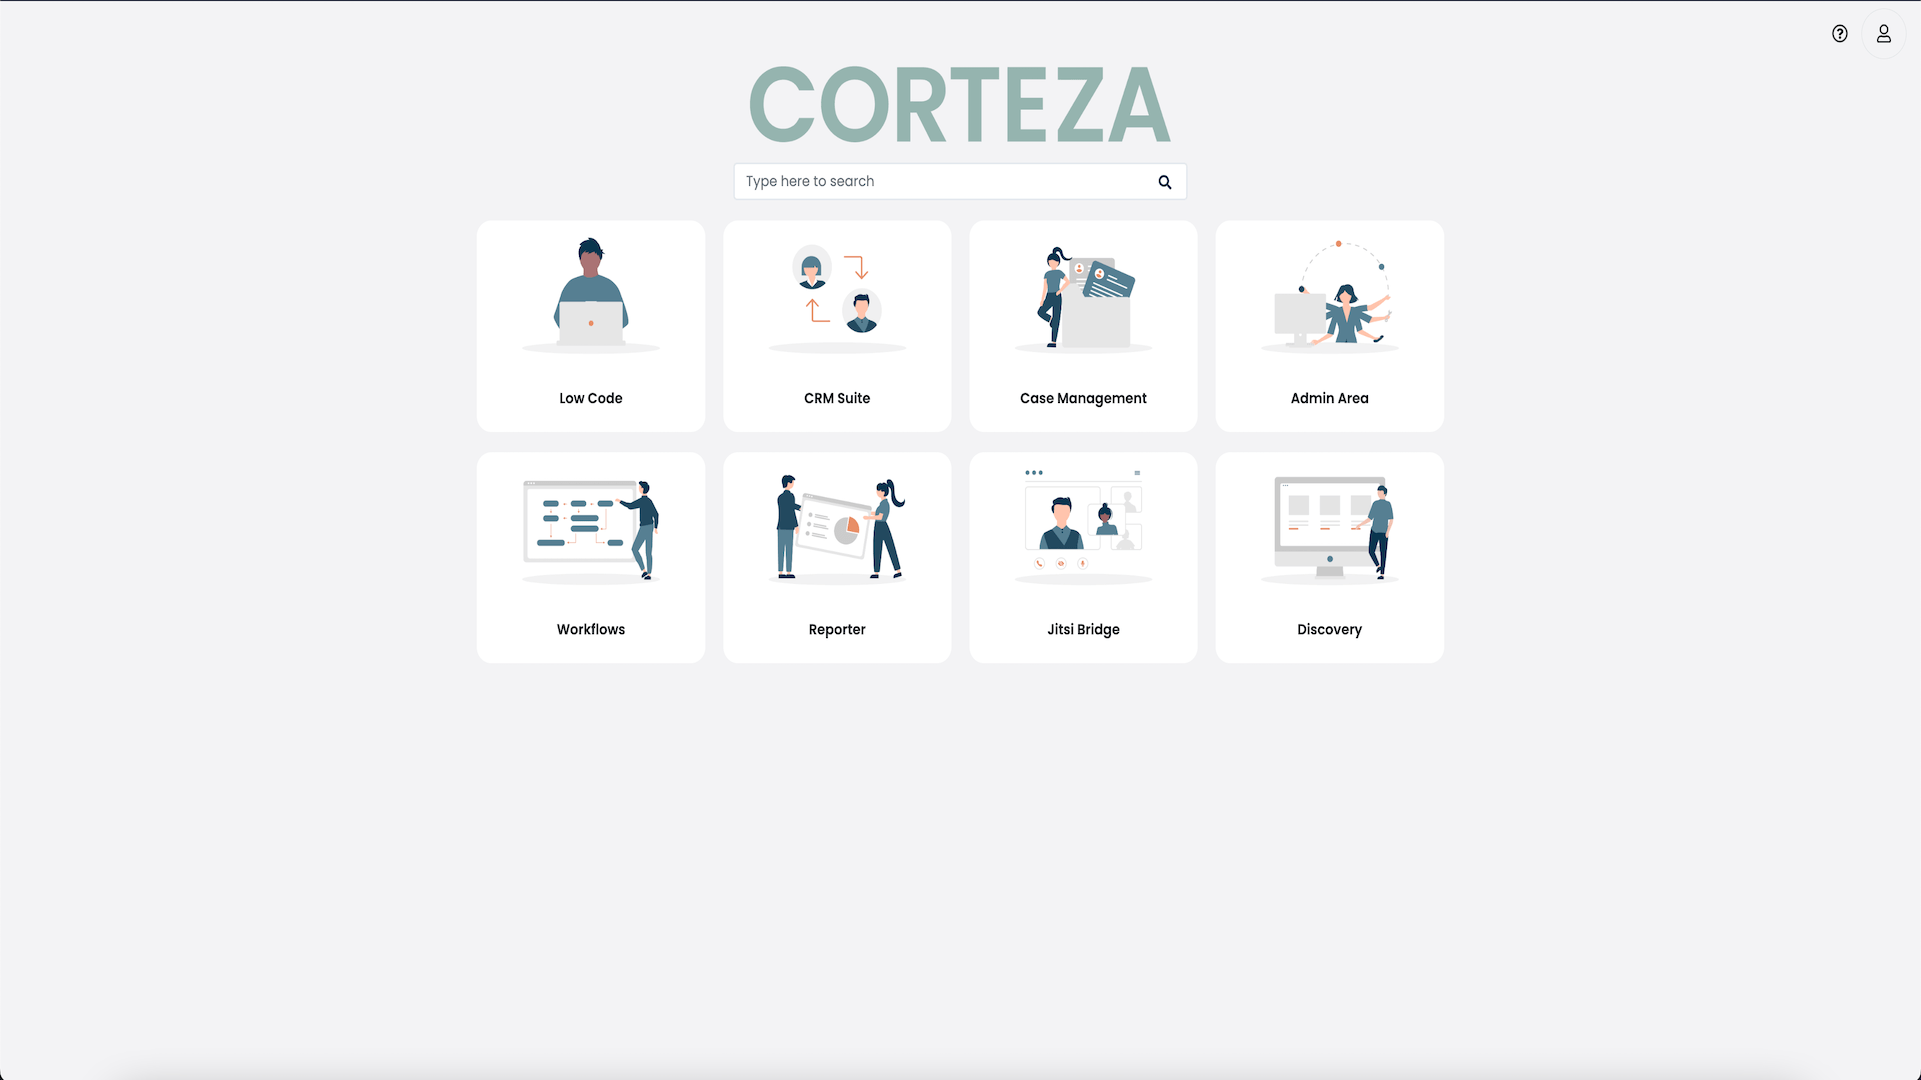 CORTEZA
Type here to search
Low Code
CRM Suite
Case Management
Admin Area
Workflows
Reporter
Jitsi Bridge
Discovery